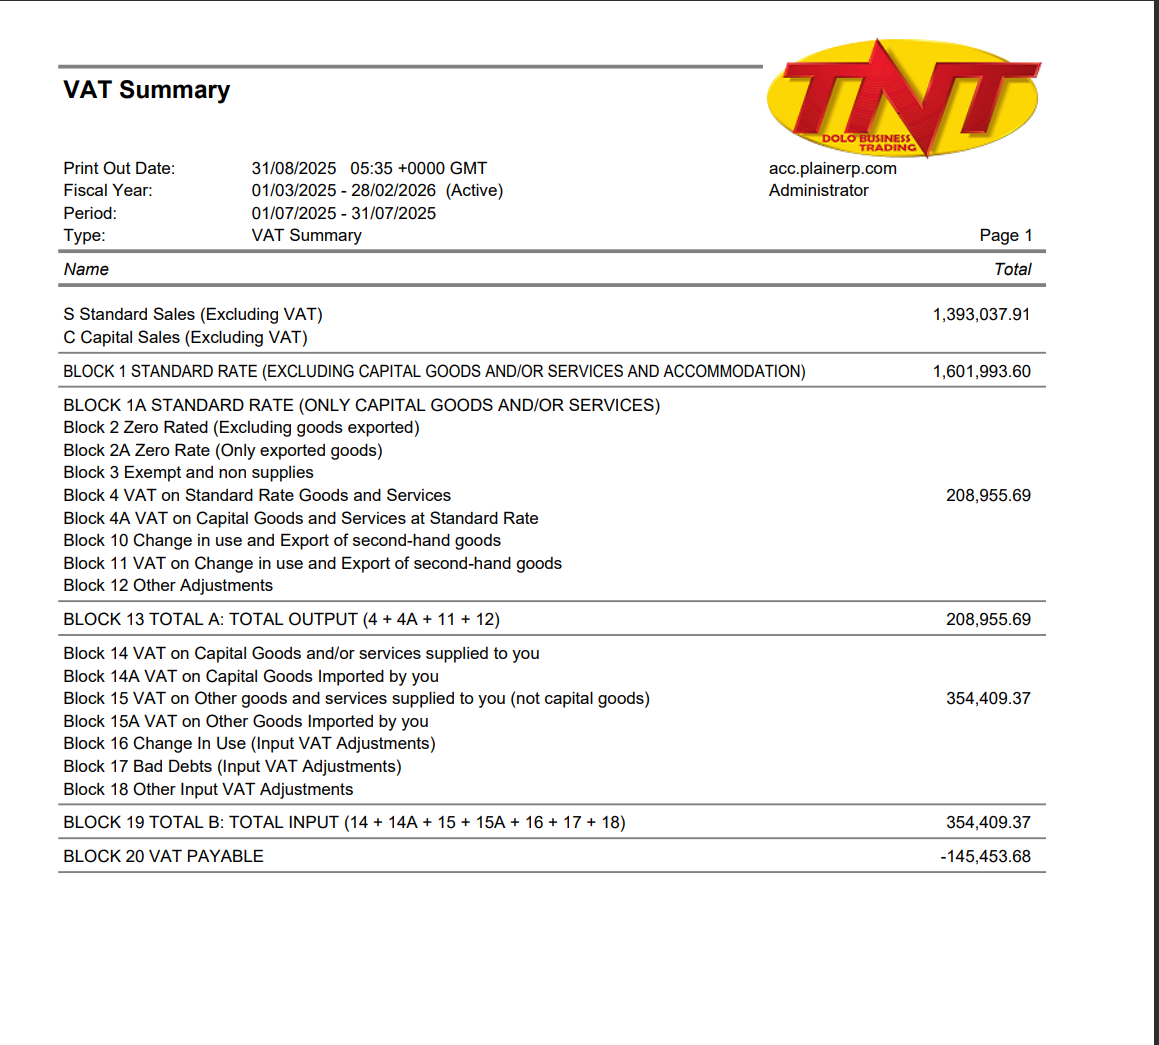 TNT
DOLO BUSINESS
TRADING
VAT Summary
Print Out Date: 31/08/2025 05:35 +0000 GMT acc.plainerp.com
Fiscal Year: 01/03/2025 - 28/02/2026 (Active) Administrator
Period: 01/07/2025 - 31/07/2025
Type: VAT Summary Page 1
Name Total
S Standard Sales (Excluding VAT) 1,393,037.91
C Capital Sales (Excluding VAT)
BLOCK 1 STANDARD RATE (EXCLUDING CAPITAL GOODS AND/OR SERVICES AND ACCOMMODATION) 1,601,993.60
BLOCK 1A STANDARD RATE (ONLY CAPITAL GOODS AND/OR SERVICES)
Block 2 Zero Rated (Excluding goods exported)
Block 2A Zero Rate (Only exported goods)
Block 3 Exempt and non supplies
Block 4 VAT on Standard Rate Goods and Services 208,955.69
Block 4A VAT on Capital Goods and Services at Standard Rate
Block 10 Change in use and Export of second-hand goods
Block 11 VAT on Change in use and Export of second-hand goods
Block 12 Other Adjustments
BLOCK 13 TOTAL A: TOTAL OUTPUT (4 + 4A + 11 + 12) 208,955.69
Block 14 VAT on Capital Goods and/or services supplied to you
Block 14A VAT on Capital Goods Imported by you
Block 15 VAT on Other goods and services supplied to you (not capital goods) 354,409.37
Block 15A VAT on Other Goods Imported by you
Block 16 Change In Use (Input VAT Adjustments)
Block 17 Bad Debts (Input VAT Adjustments)
Block 18 Other Input VAT Adjustments
BLOCK 19 TOTAL B: TOTAL INPUT (14 + 14A + 15 + 15A + 16 + 17 + 18) 354,409.37
BLOCK 20 VAT PAYABLE -145,453.68